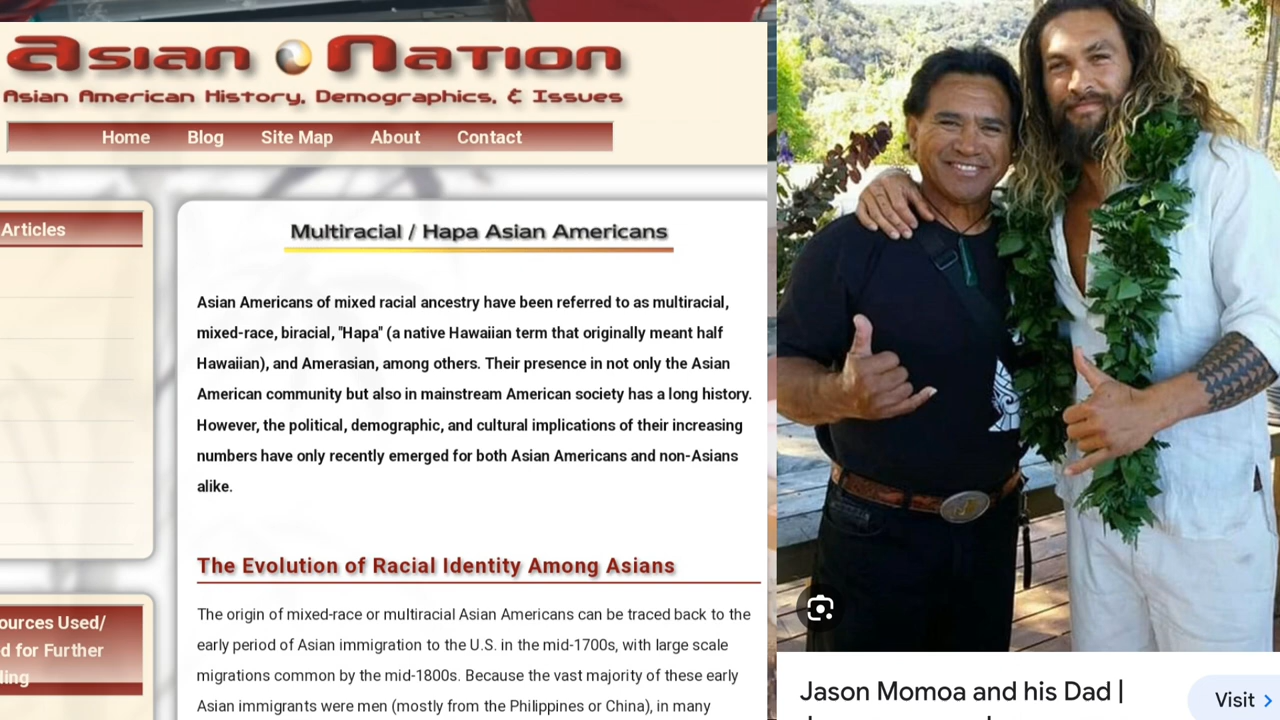 Asian Nation
Asian American History, Demographics, & Issues
Home Blog Site Map About Contact
Articles
Multiracial / Hapa Asian Americans
Asian Americans of mixed racial ancestry have been referred to as multiracial,
mixed-race, biracial, "Hapa" (a native Hawaiian term that originally meant half
Hawaiian), and Amerasian, among others. Their presence in not only the Asian
American community but also in mainstream American society has a long history.
However, the political, demographic, and cultural implications of their increasing
numbers have only recently emerged for both Asian Americans and non-Asians
alike.
The Evolution of Racial Identity Among Asians
The origin of mixed-race or multiracial Asian Americans can be traced back to the
early period of Asian immigration to the U.S. in the mid-1700s, with large scale
migrations common by the mid-1800s. Because the vast majority of these early
Asian immigrants were men (mostly from the Philippines or China), in many
ources Used/
d for Further
ding
Jason Momoa and his Dad |
Visit